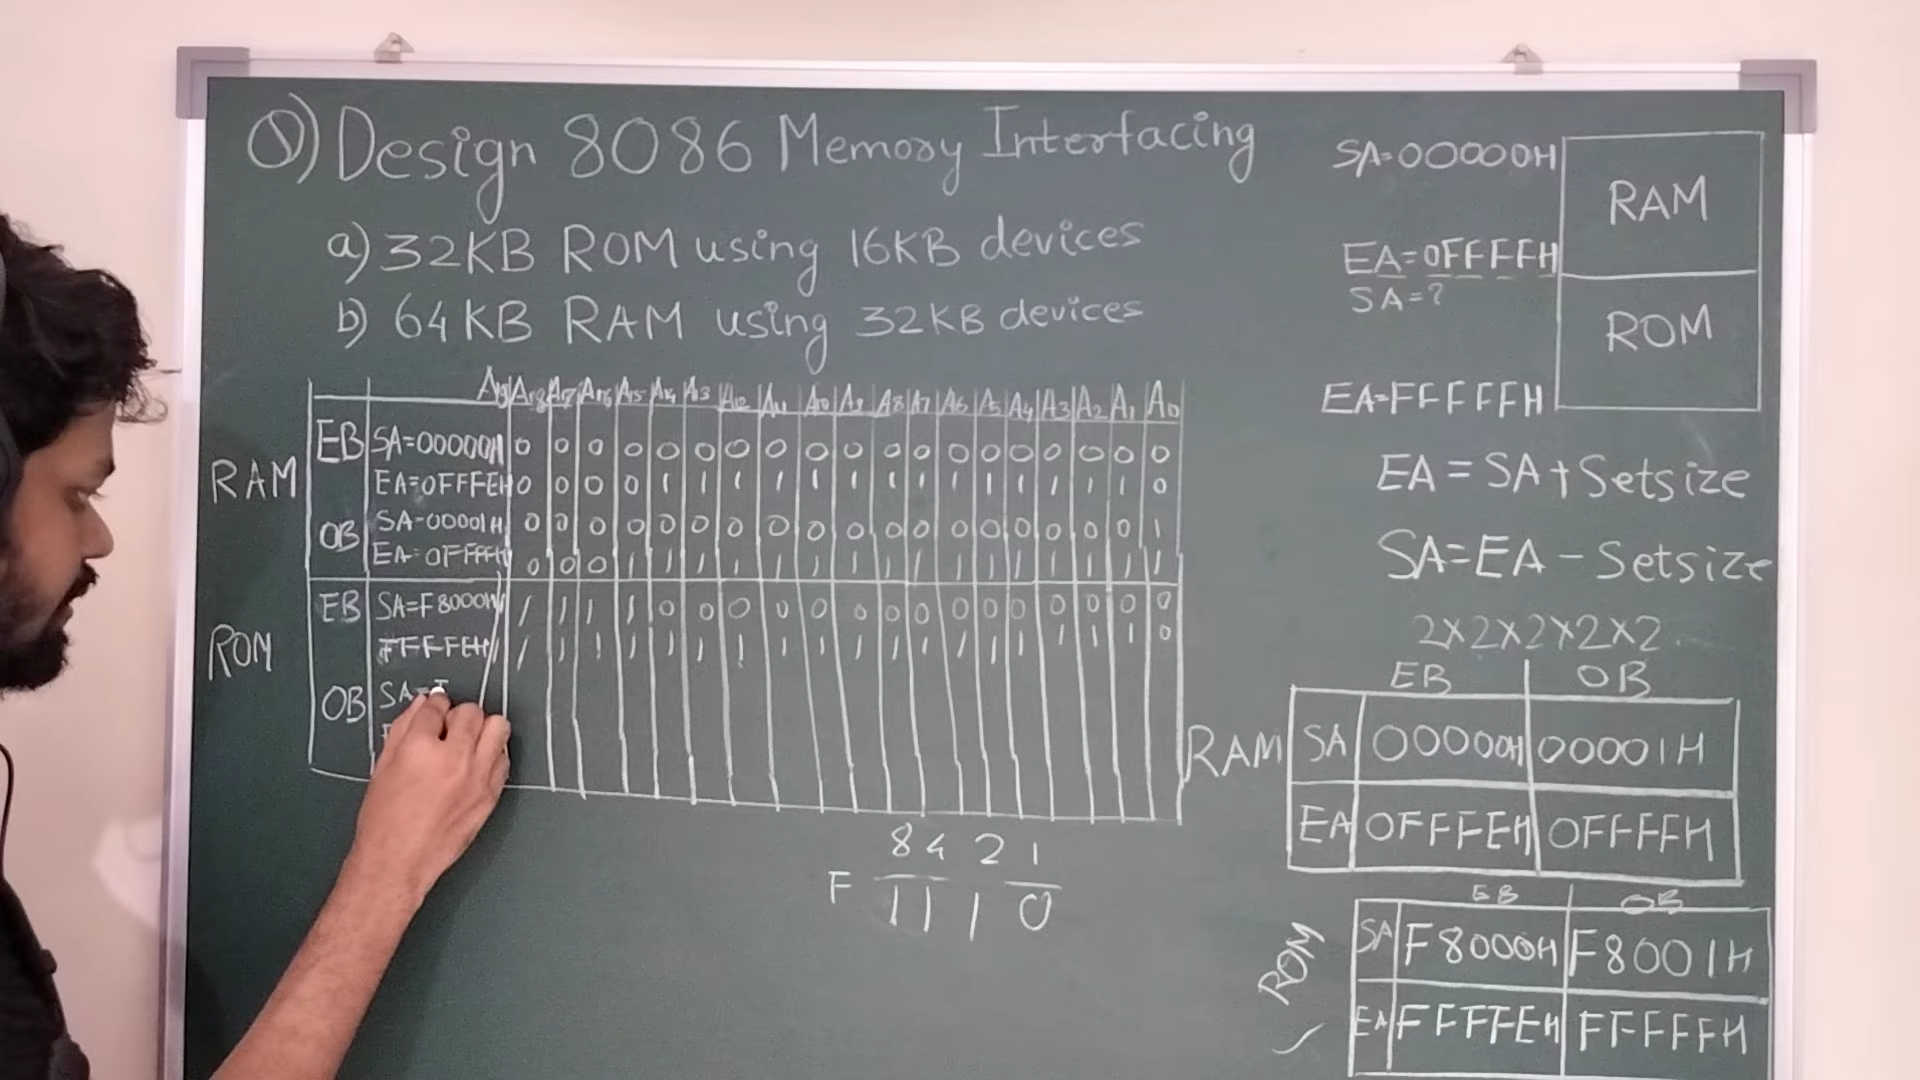 Q) Design 8086 Memory Interfacing
a) 32KB ROM using 16KB devices
b) 64KB RAM using 32KB devices
A19 A18 A17 A16 A15 A14 A13 A12 A11 A10 A9 A8 A7 A6 A5 A4 A3 A2 A1 A0
RAM
EB SA=00000H 0 0 0 0 0 0 0 0 0 0 0 0 0 0 0 0 0 0 0
EA=0FFFEH 0 0 0 0 1 1 1 1 1 1 1 1 1 1 1 1 1 1 0
OB SA=00001H 0 0 0 0 0 0 0 0 0 0 0 0 0 0 0 0 0 0 1
EA=0FFFFH 0 0 0 1 1 1 1 1 1 1 1 1 1 1 1 1 1 1 1
ROM
EB SA=F8000H 1 1 1 1 1 0 0 0 0 0 0 0 0 0 0 0 0 0 0 0
FFFFEH 1 1 1 1 1 1 1 1 1 1 1 1 1 1 1 1 1 1 1 0
OB SA=
8 4 2 1
F 1 1 1 0
SA=00000H
RAM
EA=0FFFFH
SA=?
ROM
EA=FFFFFH
EA = SA + Setsize
SA = EA - Setsize
2×2×2×2×2
EB OB
RAM SA 00000H 00001H
EA 0FFFEH 0FFFFH
EB OB
ROM SA F8000H F8001H
EA FFFFEH FFFFFH